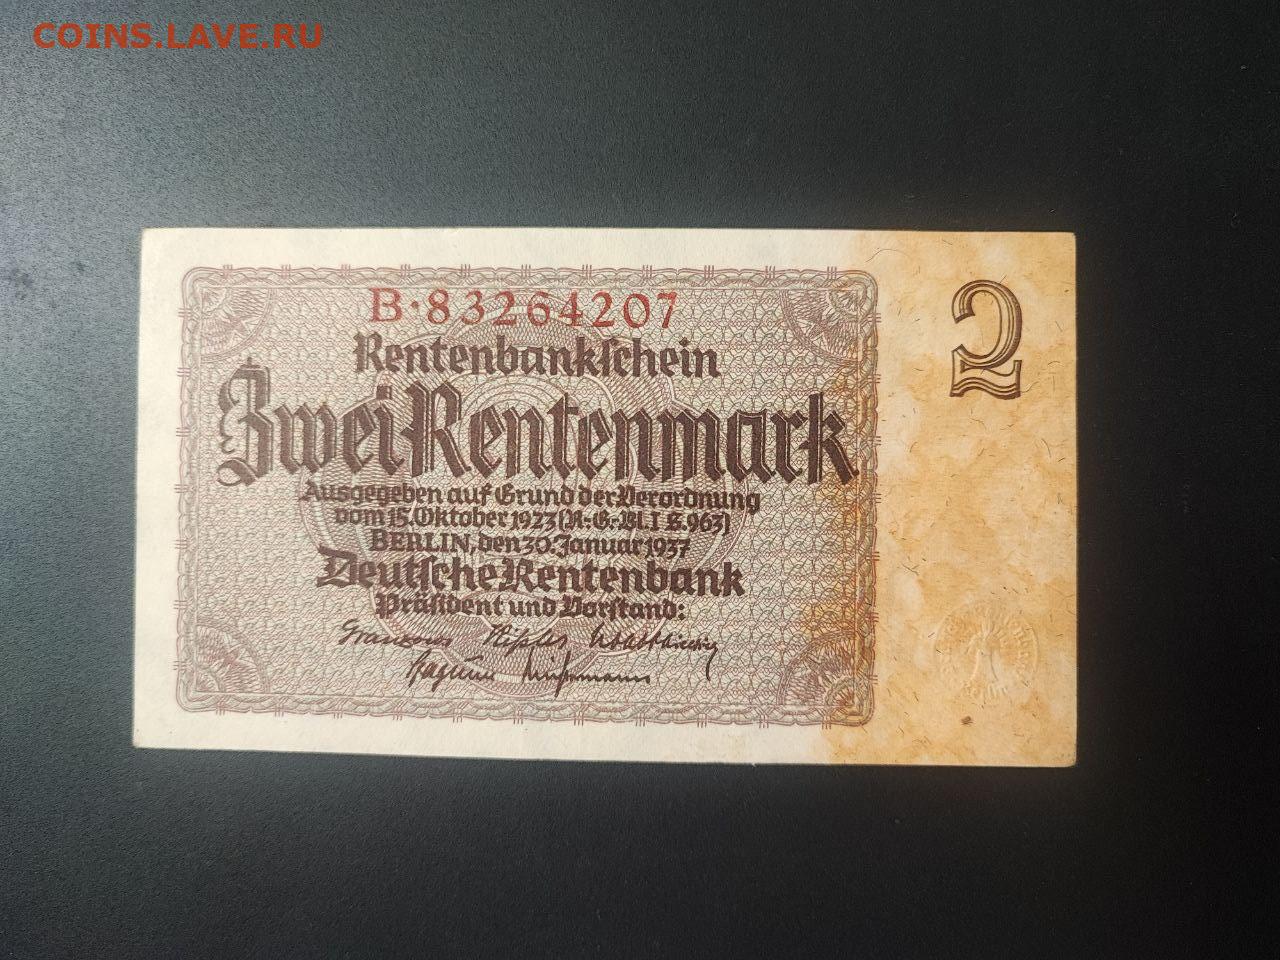 COINS.LAVE.RU
B·83264207
Rentenbankschein
Zwei Rentenmark
2
Ausgegeben auf Grund der Verordnung
vom 15. Oktober 1923 (R.-G.-Bl. I S. 963)
BERLIN, den 30. Januar 1937
Deutsche Rentenbank
Präsident und Vorstand: